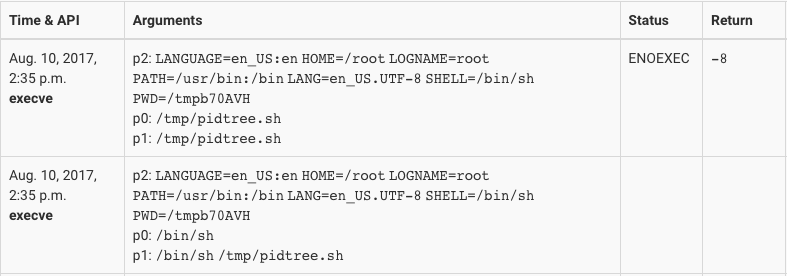 Time & API Arguments Status Return
Aug. 10, 2017, p2: LANGUAGE=en_US:en HOME=/root LOGNAME=root ENOEXEC -8
2:35 p.m. PATH=/usr/bin:/bin LANG=en_US.UTF-8 SHELL=/bin/sh
execve PWD=/tmpb70AVH
p0: /tmp/pidtree.sh
p1: /tmp/pidtree.sh
Aug. 10, 2017, p2: LANGUAGE=en_US:en HOME=/root LOGNAME=root
2:35 p.m. PATH=/usr/bin:/bin LANG=en_US.UTF-8 SHELL=/bin/sh
execve PWD=/tmpb70AVH
p0: /bin/sh
p1: /bin/sh /tmp/pidtree.sh